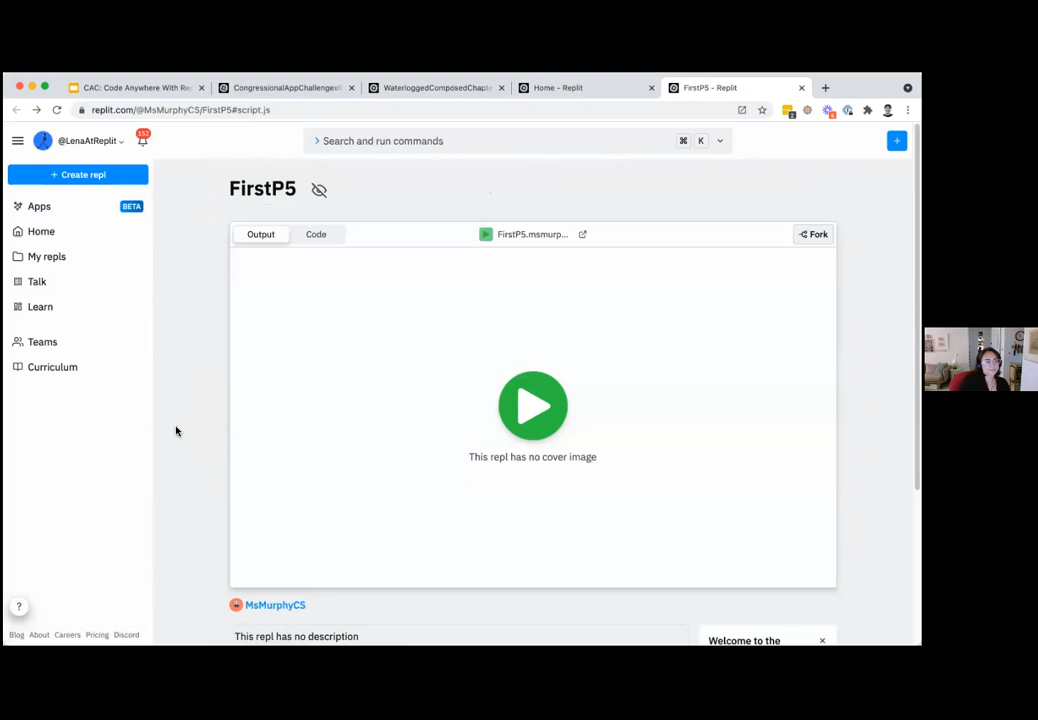 CAC: Code Anywhere With Re
CongressionalAppChallengex
WaterloggedComposedChapte
Home - Replit
FirstP5 - Replit
replit.com/@MsMurphyCS/FirstP5#script.js
@LenaAtReplit
152
Search and run commands
K
+ Create repl
Apps
BETA
Home
My repls
Talk
Learn
Teams
Curriculum
FirstP5
Output
Code
FirstP5.msmurp...
Fork
This repl has no cover image
MsMurphyCS
This repl has no description
Welcome to the
?
Blog About Careers Pricing Discord